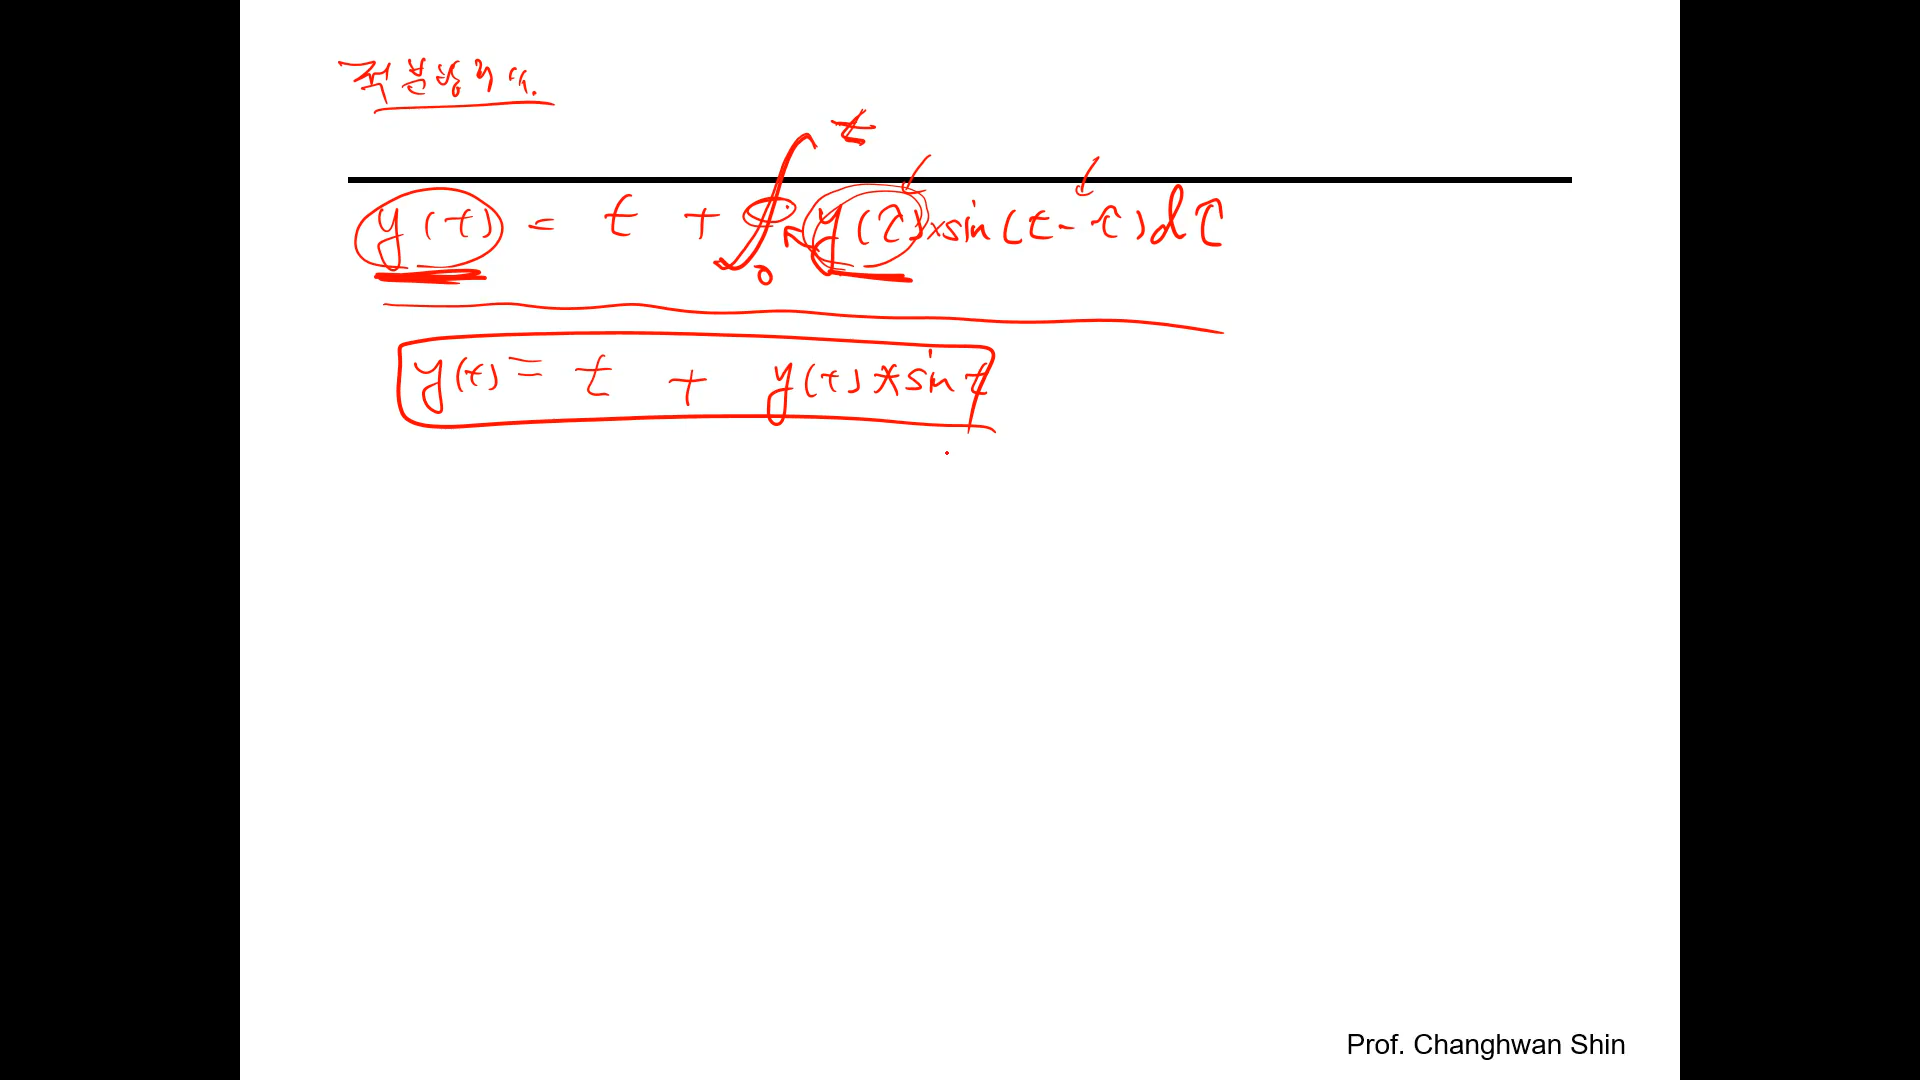 적분방정식.
y(t) = t + ∫₀ᵗ y(τ)×sin(t-τ)dτ
y(t) = t + y(t)*sin t
Prof. Changhwan Shin